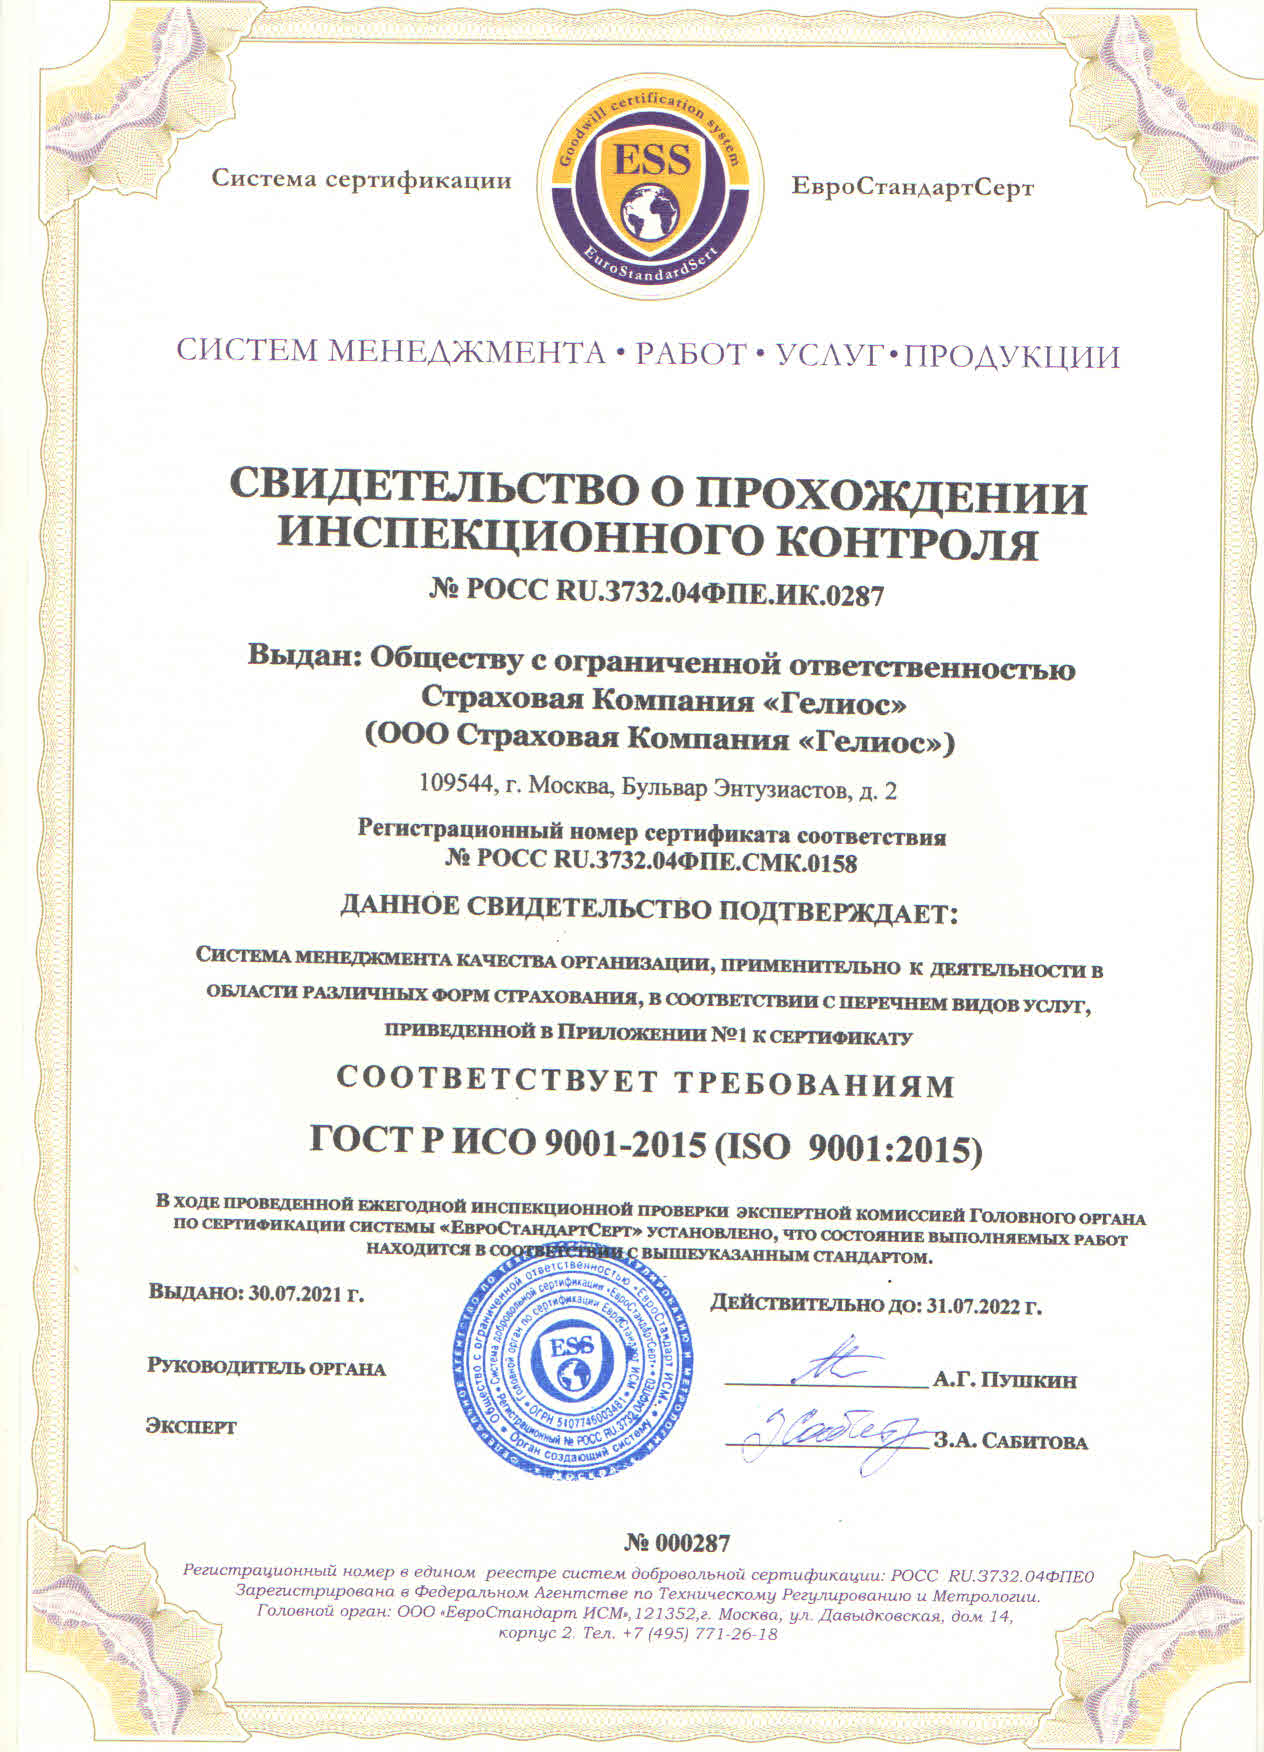 Goodwill certification system
Система сертификации
ESS
ЕвроСтандартСерт
EuroStandardSert
СИСТЕМ МЕНЕДЖМЕНТА • РАБОТ • УСЛУГ • ПРОДУКЦИИ
СВИДЕТЕЛЬСТВО О ПРОХОЖДЕНИИ
ИНСПЕКЦИОННОГО КОНТРОЛЯ
№ РОСС RU.З732.04ФПЕ.ИК.0287
Выдан: Обществу с ограниченной ответственностью
Страховая Компания «Гелиос»
(ООО Страховая Компания «Гелиос»)
109544, г. Москва, Бульвар Энтузиастов, д. 2
Регистрационный номер сертификата соответствия
№ РОСС RU.З732.04ФПЕ.СМК.0158
ДАННОЕ СВИДЕТЕЛЬСТВО ПОДТВЕРЖДАЕТ:
СИСТЕМА МЕНЕДЖМЕНТА КАЧЕСТВА ОРГАНИЗАЦИИ, ПРИМЕНИТЕЛЬНО К ДЕЯТЕЛЬНОСТИ В
ОБЛАСТИ РАЗЛИЧНЫХ ФОРМ СТРАХОВАНИЯ, В СООТВЕТСТВИИ С ПЕРЕЧНЕМ ВИДОВ УСЛУГ,
ПРИВЕДЕННОЙ В ПРИЛОЖЕНИИ №1 К СЕРТИФИКАТУ
СООТВЕТСТВУЕТ ТРЕБОВАНИЯМ
ГОСТ Р ИСО 9001-2015 (ISO 9001:2015)
В ХОДЕ ПРОВЕДЕННОЙ ЕЖЕГОДНОЙ ИНСПЕКЦИОННОЙ ПРОВЕРКИ ЭКСПЕРТНОЙ КОМИССИЕЙ ГОЛОВНОГО ОРГАНА
ПО СЕРТИФИКАЦИИ СИСТЕМЫ «ЕВРОСТАНДАРТСЕРТ» УСТАНОВЛЕНО, ЧТО СОСТОЯНИЕ ВЫПОЛНЯЕМЫХ РАБОТ
НАХОДИТСЯ В СООТВЕТСТВИИ С ВЫШЕУКАЗАННЫМ СТАНДАРТОМ.
ВЫДАНО: 30.07.2021 г.
ДЕЙСТВИТЕЛЬНО ДО: 31.07.2022 г.
РУКОВОДИТЕЛЬ ОРГАНА
А.Г. ПУШКИН
ЭКСПЕРТ
З.А. САБИТОВА
Общество с ограниченной ответственностью «ЕвроСтандарт ИСМ»
Орган создающий систему
Система добровольной сертификации «ЕвроСтандартСерт»
Регистрационный № РОСС RU.З732.04ФПЕ0
Головной орган по сертификации ЕвроСтандарт ИСМ
ОГРН 5107746003481
ESS
№ 000287
Регистрационный номер в едином реестре систем добровольной сертификации: РОСС RU.З732.04ФПЕ0
Зарегистрирована в Федеральном Агентстве по Техническому Регулированию и Метрологии.
Головной орган: ООО «ЕвроСтандарт ИСМ», 121352,г. Москва, ул. Давыдковская, дом 14,
корпус 2. Тел. +7 (495) 771-26-18